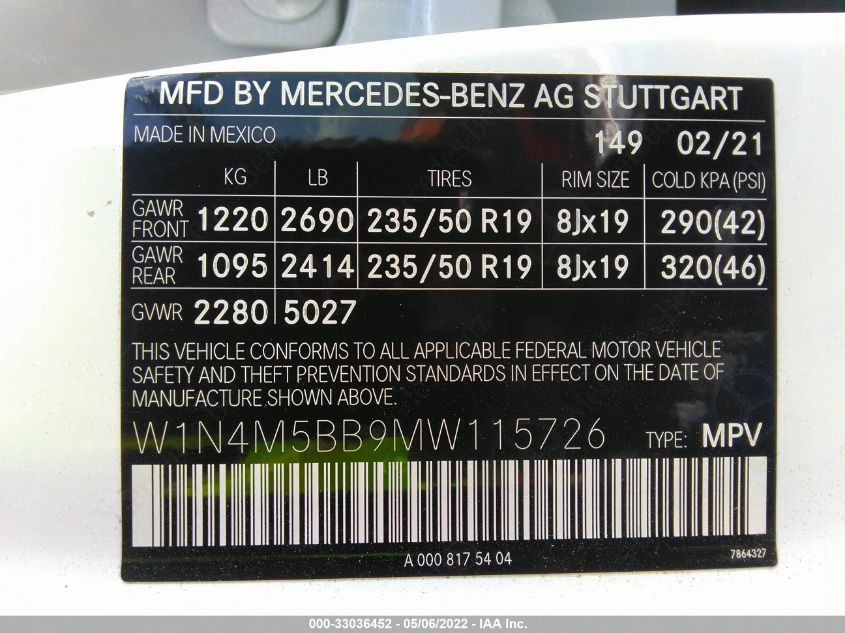 MFD BY MERCEDES-BENZ AG STUTTGART
MADE IN MEXICO 149 02/21
KG LB TIRES RIM SIZE COLD KPA (PSI)
GAWR FRONT 1220 2690 235/50 R19 8Jx19 290(42)
GAWR REAR 1095 2414 235/50 R19 8Jx19 320(46)
GVWR 2280 5027
THIS VEHICLE CONFORMS TO ALL APPLICABLE FEDERAL MOTOR VEHICLE
SAFETY AND THEFT PREVENTION STANDARDS IN EFFECT ON THE DATE OF
MANUFACTURE SHOWN ABOVE.
W1N4M5BB9MW115726 TYPE: MPV
A 000 817 54 04
7864327
000-33036452 - 05/06/2022 - IAA Inc.